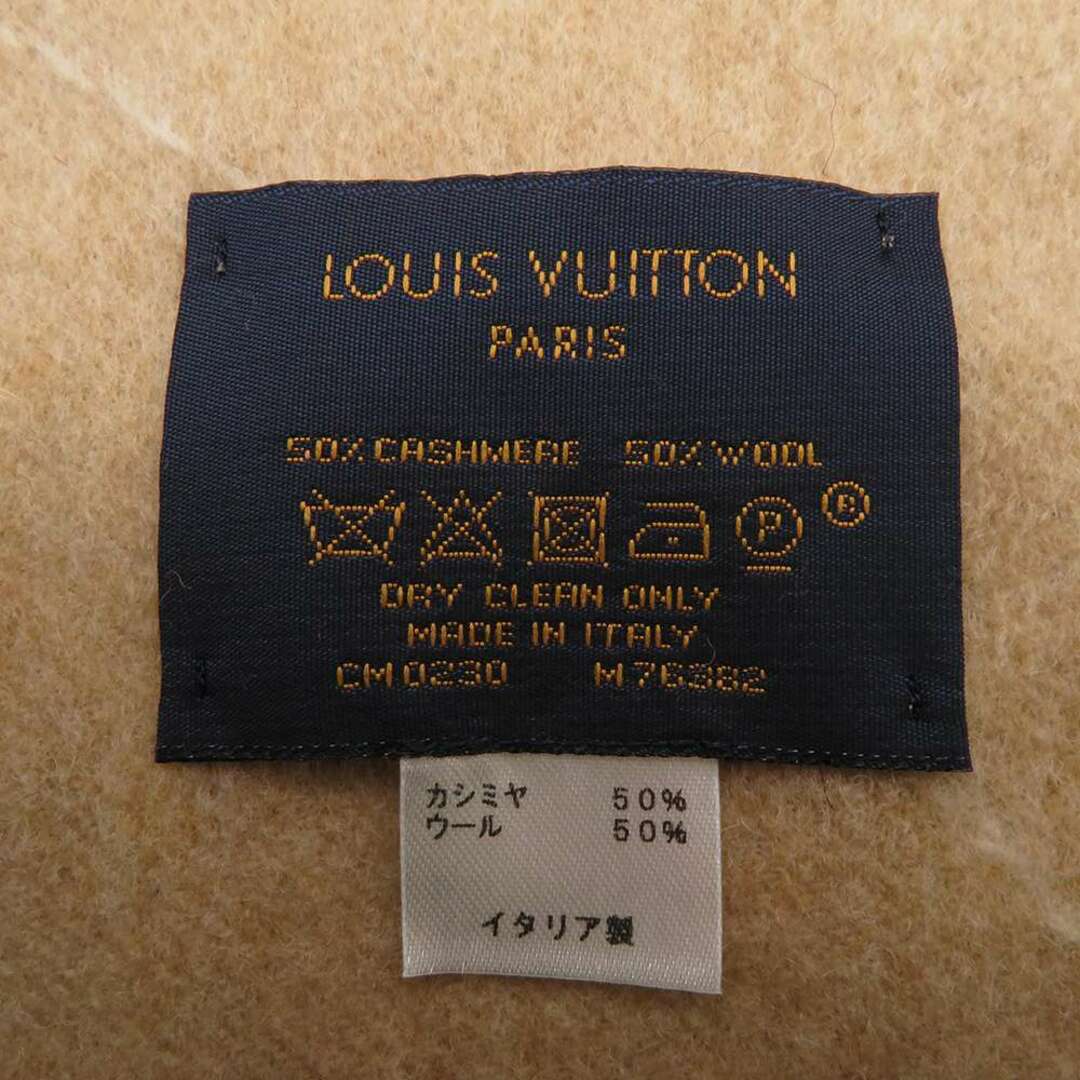 LOUIS VUITTON
PARIS
50% CASHMERE 50% WOOL
P ®
DRY CLEAN ONLY
MADE IN ITALY
CM0230 M76382
カシミヤ 50%
ウール 50%
イタリア製